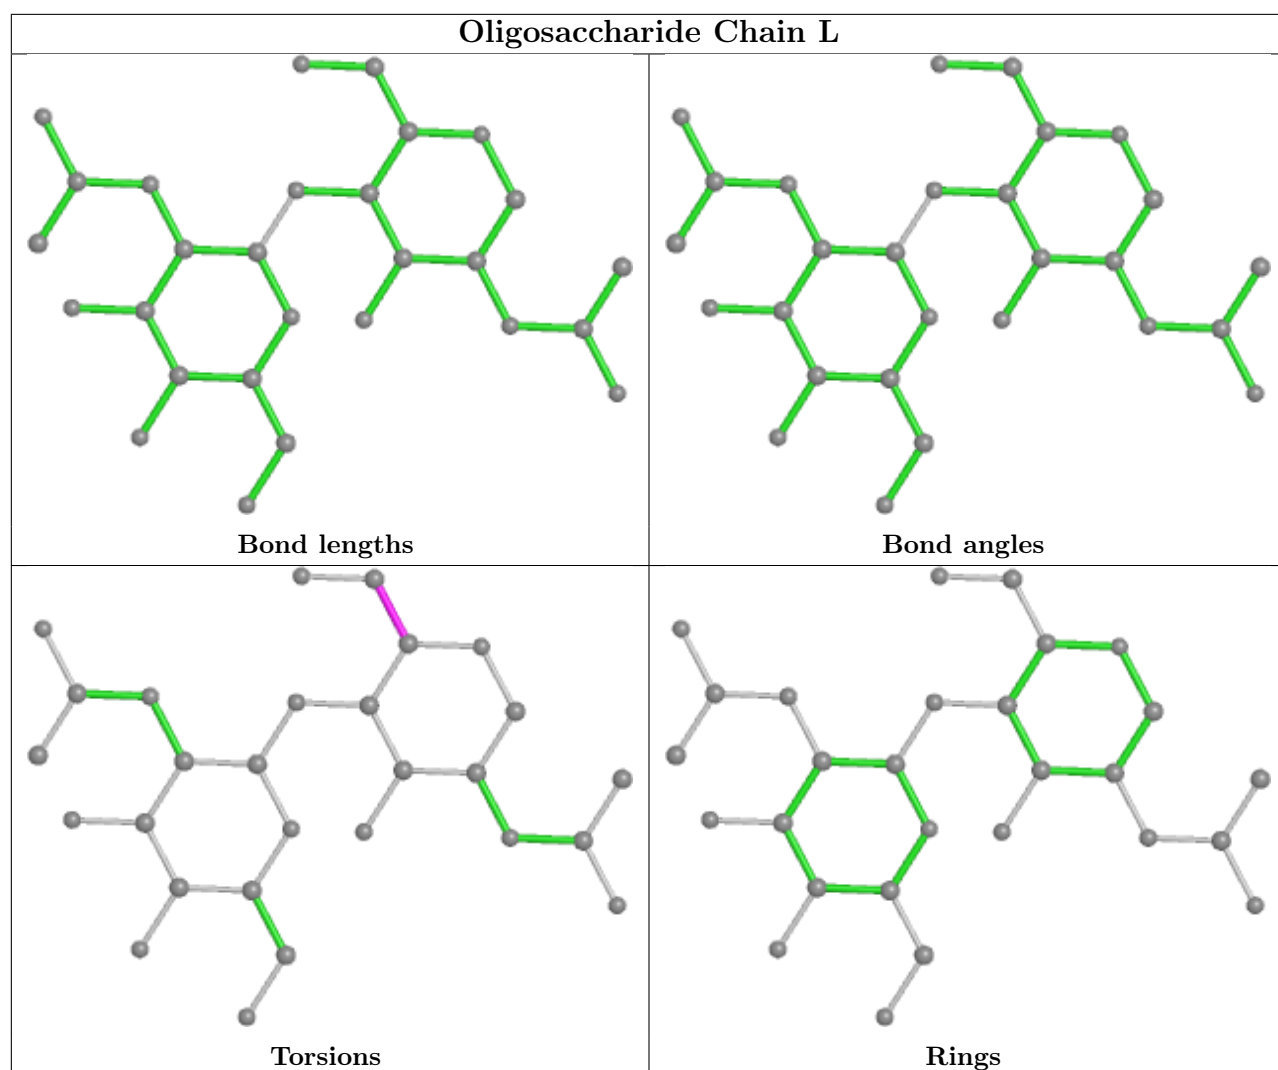 Oligosaccharide Chain L
Bond lengths
Bond angles
Torsions
Rings